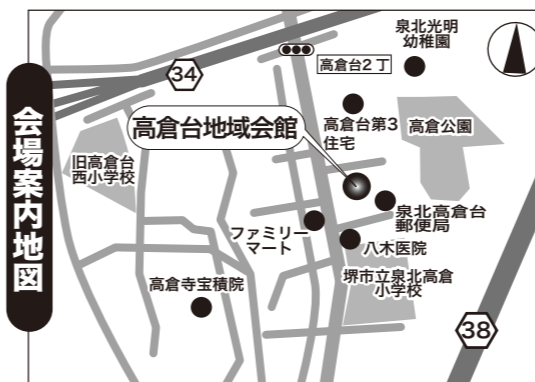 会場案内地図
34
高倉台2丁
泉北光明
幼稚園
高倉台地域会館
高倉台第3
住宅
高倉公園
旧高倉台
西小学校
泉北高倉台
郵便局
ファミリー
マート
八木医院
堺市立泉北高倉
小学校
高倉寺宝積院
38